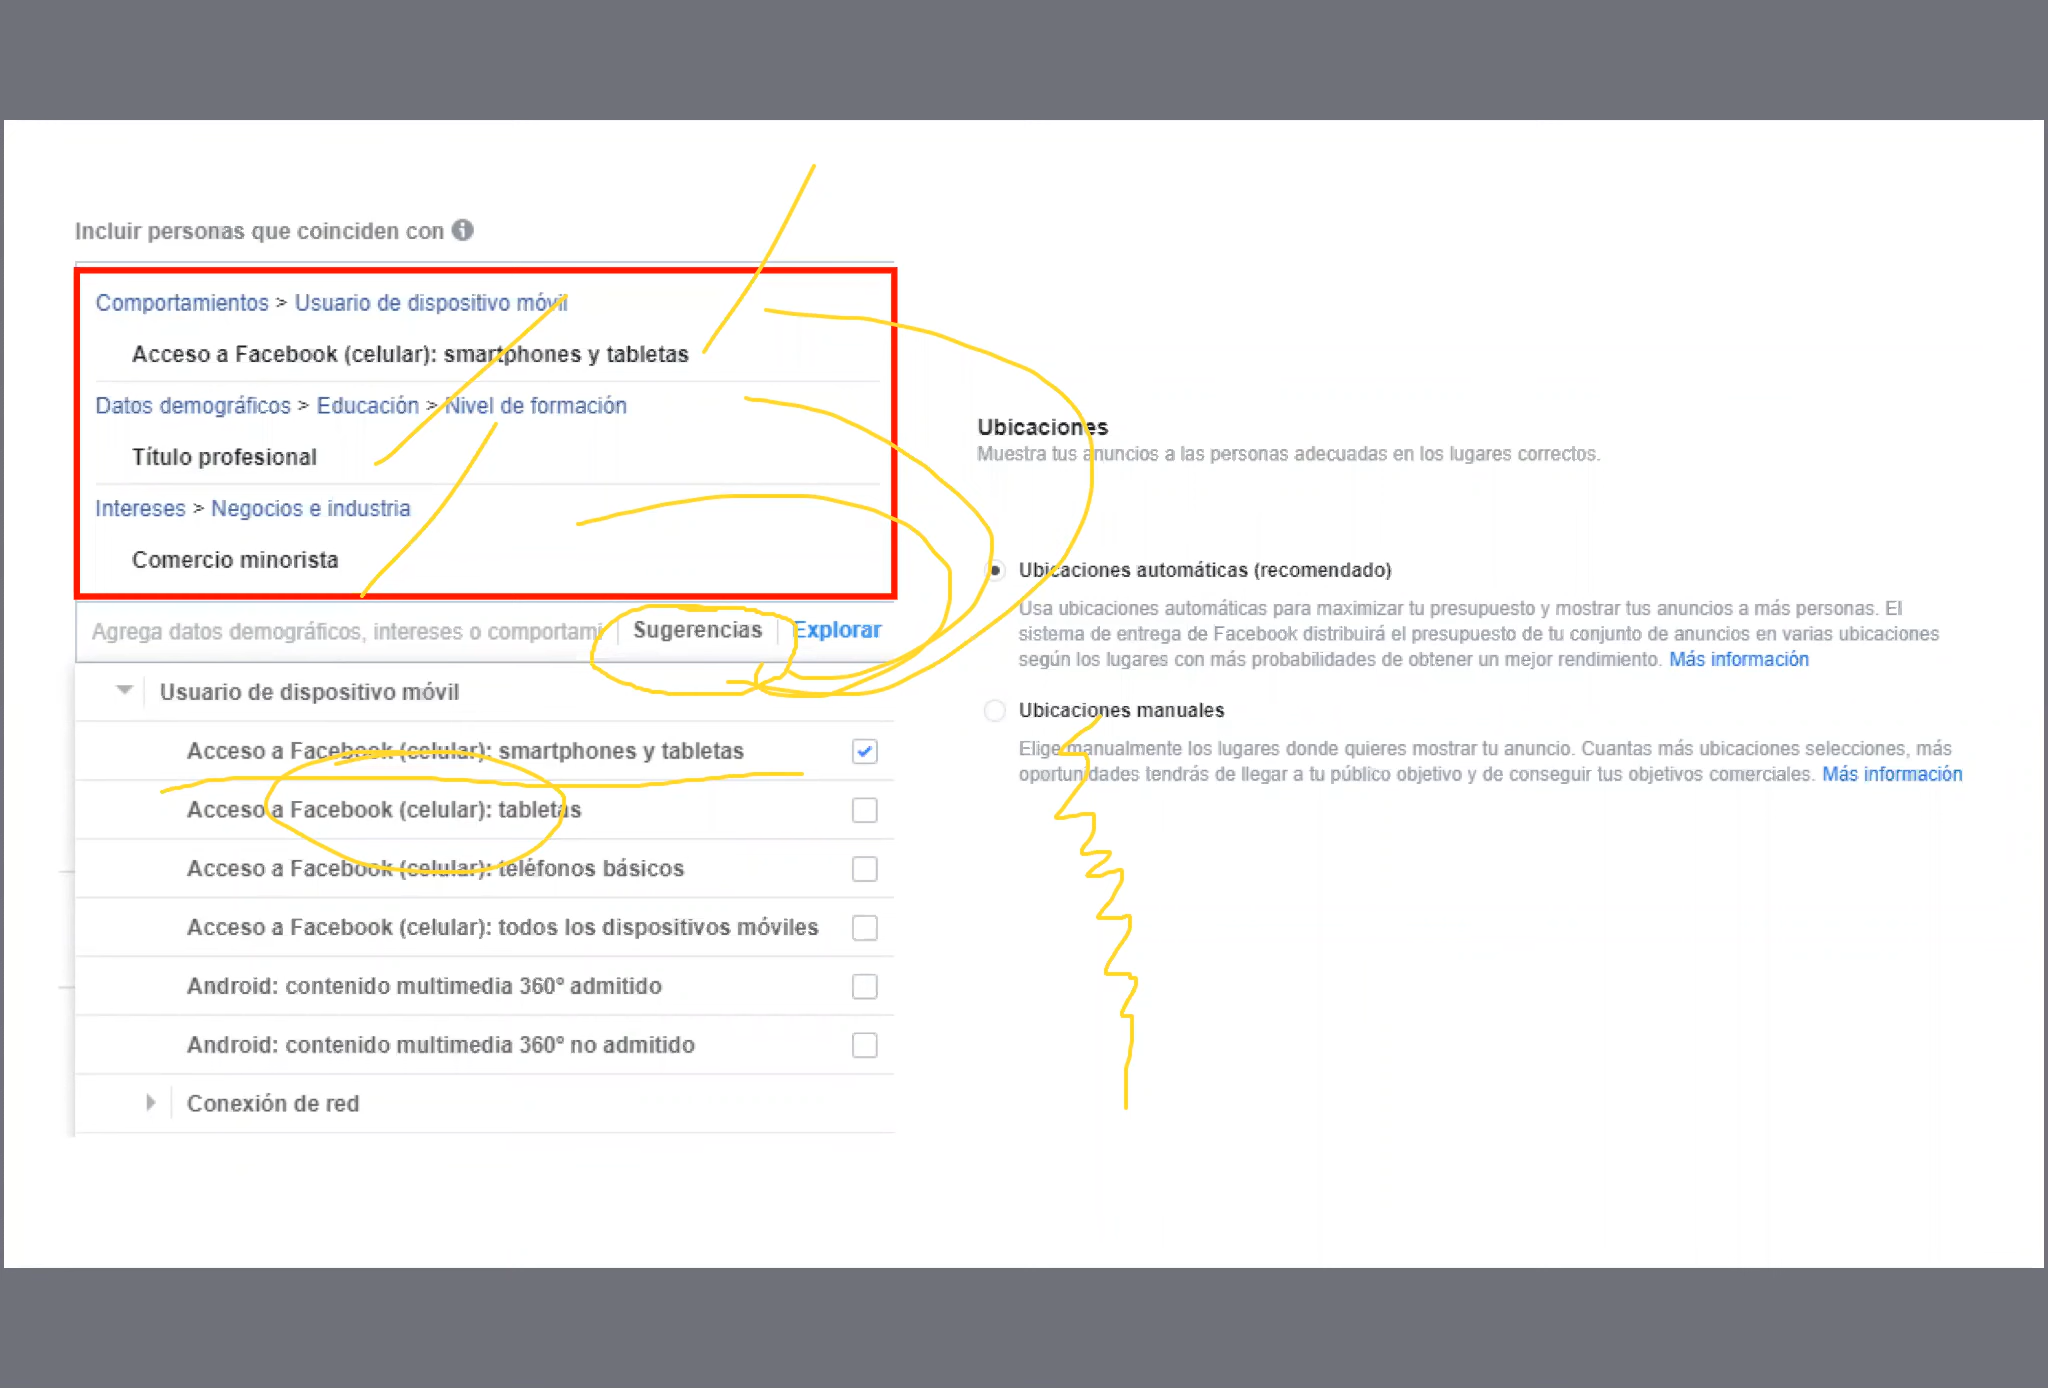 Incluir personas que coinciden con
Comportamientos > Usuario de dispositivo móvil
Acceso a Facebook (celular): smartphones y tabletas
Datos demográficos > Educación > Nivel de formación
Título profesional
Intereses > Negocios e industria
Comercio minorista
Agrega datos demográficos, intereses o comportami
Sugerencias
Explorar
Usuario de dispositivo móvil
Acceso a Facebook (celular): smartphones y tabletas
Acceso a Facebook (celular): tabletas
Acceso a Facebook (celular): teléfonos básicos
Acceso a Facebook (celular): todos los dispositivos móviles
Android: contenido multimedia 360º admitido
Android: contenido multimedia 360º no admitido
Conexión de red
Ubicaciones
Muestra tus anuncios a las personas adecuadas en los lugares correctos.
Ubicaciones automáticas (recomendado)
Usa ubicaciones automáticas para maximizar tu presupuesto y mostrar tus anuncios a más personas. El
sistema de entrega de Facebook distribuirá el presupuesto de tu conjunto de anuncios en varias ubicaciones
según los lugares con más probabilidades de obtener un mejor rendimiento. Más información
Ubicaciones manuales
Elige manualmente los lugares donde quieres mostrar tu anuncio. Cuantas más ubicaciones selecciones, más
oportunidades tendrás de llegar a tu público objetivo y de conseguir tus objetivos comerciales. Más información